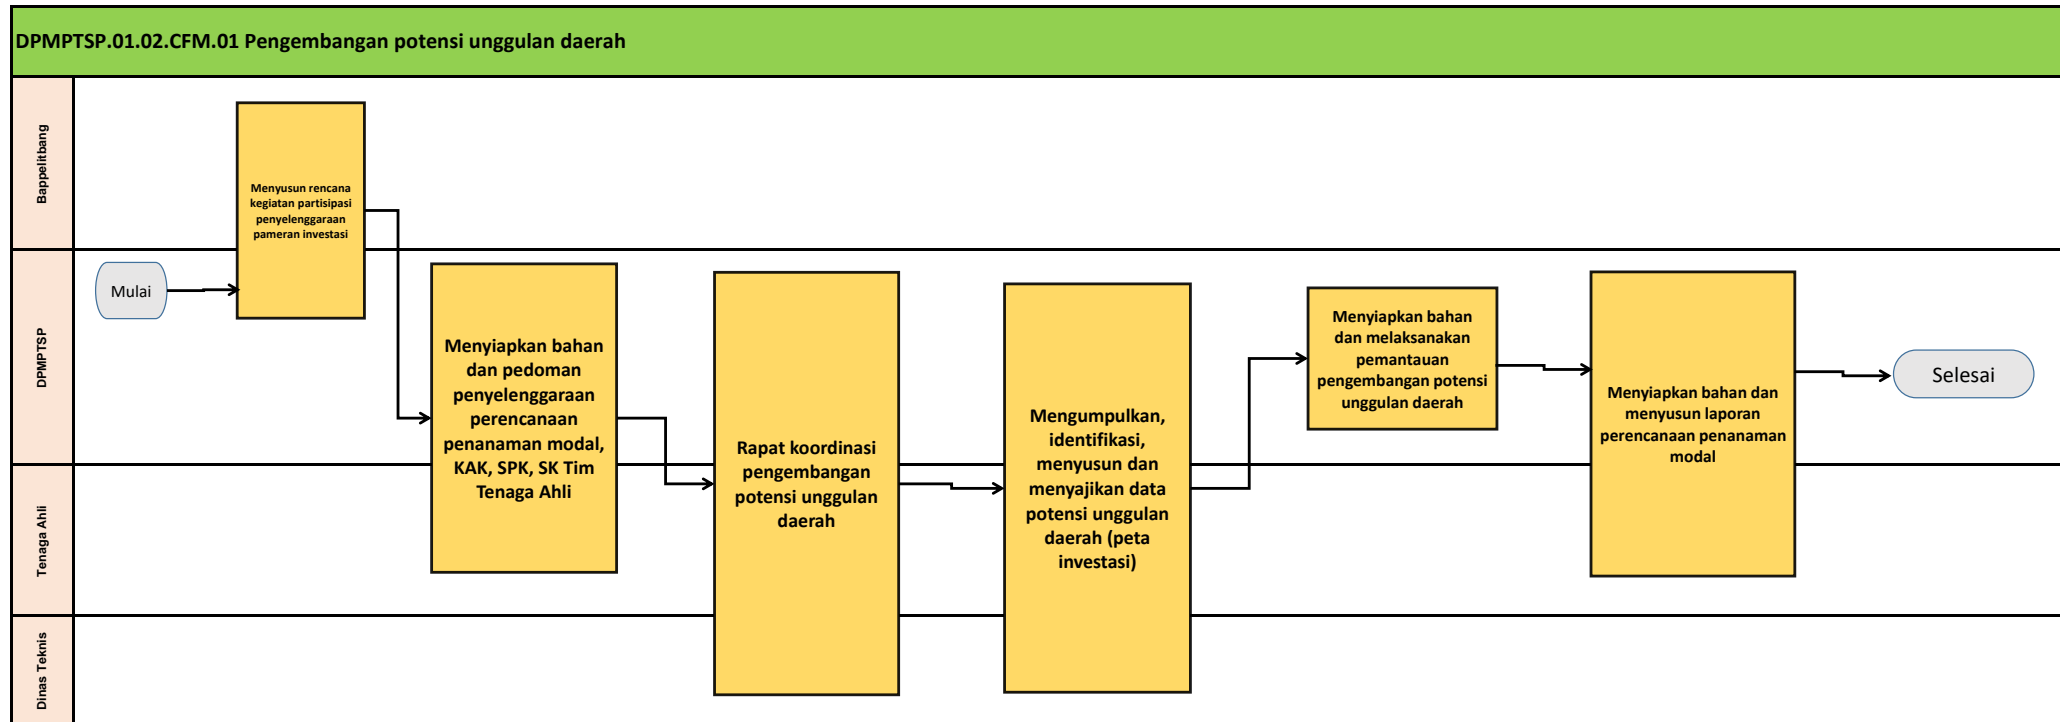 DPMPTSP.01.02.CFM.01 Pengembangan potensi unggulan daerah
Bappelitbang
Menyusun rencana
kegiatan partisipasi
penyelenggaraan
pameran investasi
DPMPTSP
Mulai
Menyiapkan bahan
dan pedoman
penyelenggaraan
perencanaan
penanaman modal,
KAK, SPK, SK Tim
Tenaga Ahli
Rapat koordinasi
pengembangan
potensi unggulan
daerah
Mengumpulkan,
identifikasi,
menyusun dan
menyajikan data
potensi unggulan
daerah (peta
investasi)
Menyiapkan bahan
dan melaksanakan
pemantauan
pengembangan potensi
unggulan daerah
Menyiapkan bahan dan
menyusun laporan
perencanaan penanaman
modal
Selesai
Tenaga Ahli
Dinas Teknis